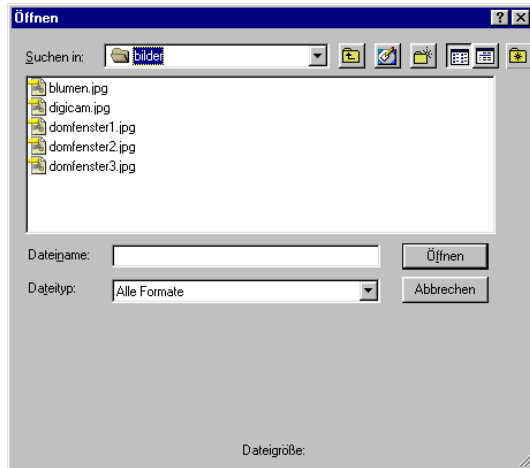 Öffnen
Suchen in: bilder
blumen.jpg
digicam.jpg
domfenster1.jpg
domfenster2.jpg
domfenster3.jpg
Dateiname: Öffnen
Dateityp: Alle Formate Abbrechen
Dateigröße: